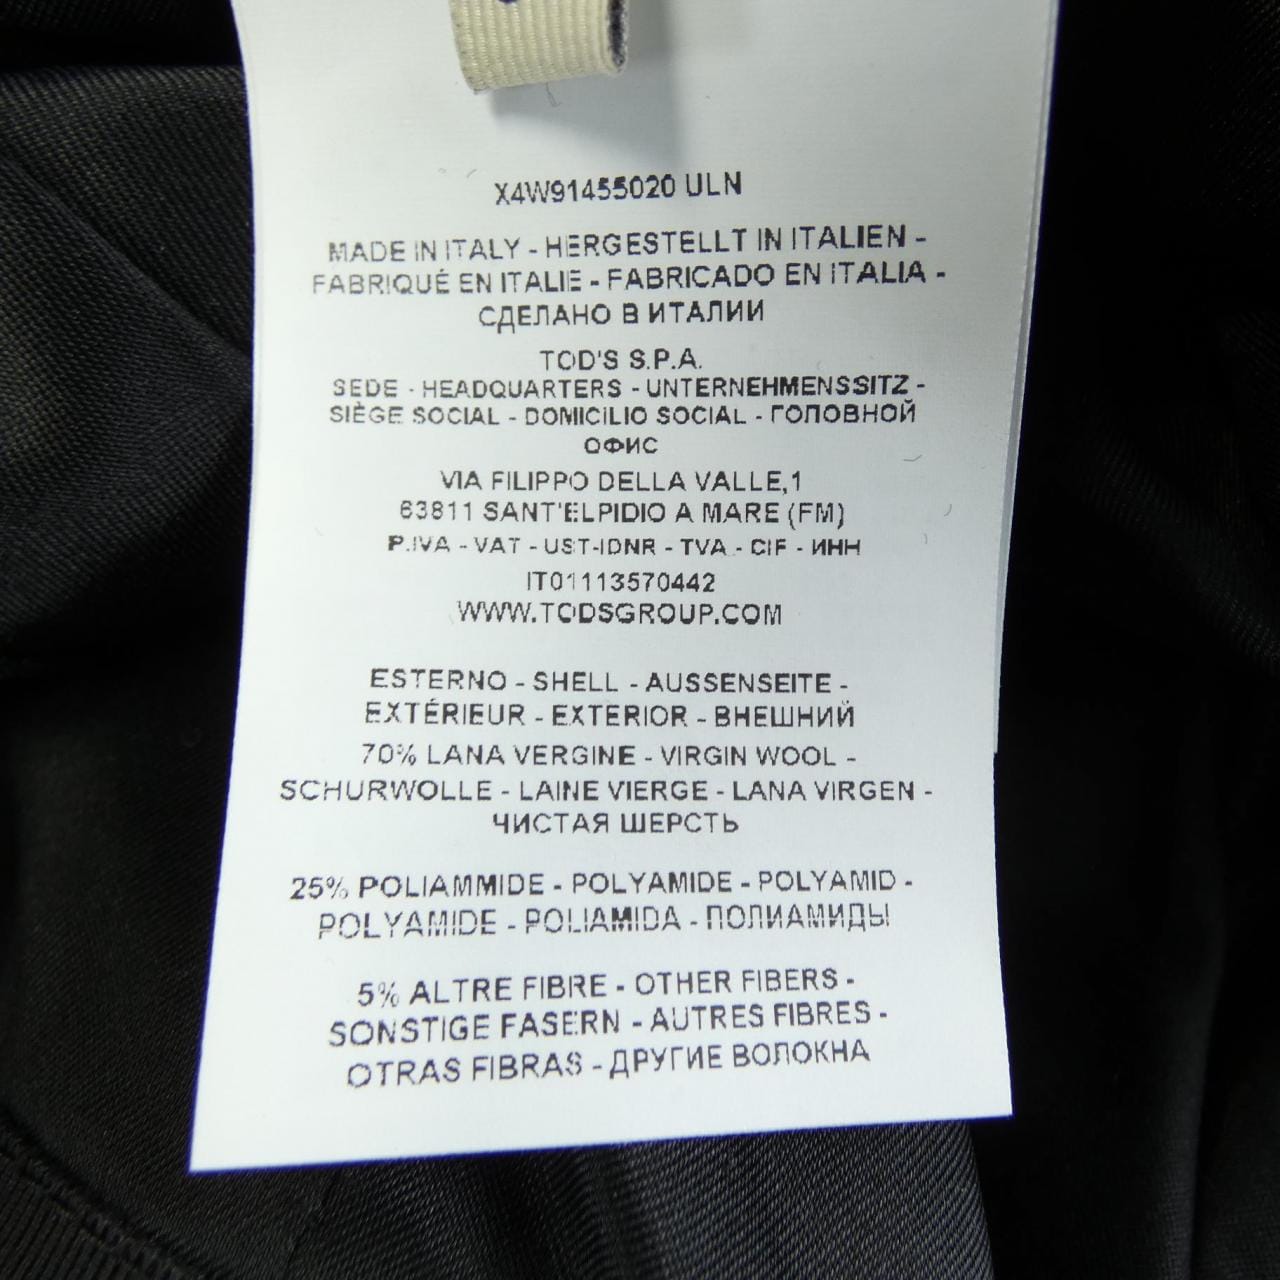 X4W91455020 ULN
MADE IN ITALY - HERGESTELLT IN ITALIEN -
FABRIQUÉ EN ITALIE - FABRICADO EN ITALIA -
СДЕЛАНО В ИТАЛИИ
TOD'S S.P.A.
SEDE - HEADQUARTERS - UNTERNEHMENSSITZ -
SIÈGE SOCIAL - DOMICILIO SOCIAL - ГОЛОВНОЙ
ОФИС
VIA FILIPPO DELLA VALLE,1
63811 SANT'ELPIDIO A MARE (FM)
P.IVA - VAT - UST-IDNR - TVA - CIF - ИНН
IT01113570442
WWW.TODSGROUP.COM
ESTERNO - SHELL - AUSSENSEITE -
EXTÉRIEUR - EXTERIOR - ВНЕШНИЙ
70% LANA VERGINE - VIRGIN WOOL -
SCHURWOLLE - LAINE VIERGE - LANA VIRGEN -
ЧИСТАЯ ШЕРСТЬ
25% POLIAMMIDE - POLYAMIDE - POLYAMID -
POLYAMIDE - POLIAMIDA - ПОЛИАМИДЫ
5% ALTRE FIBRE - OTHER FIBERS -
SONSTIGE FASERN - AUTRES FIBRES -
OTRAS FIBRAS - ДРУГИЕ ВОЛОКНА